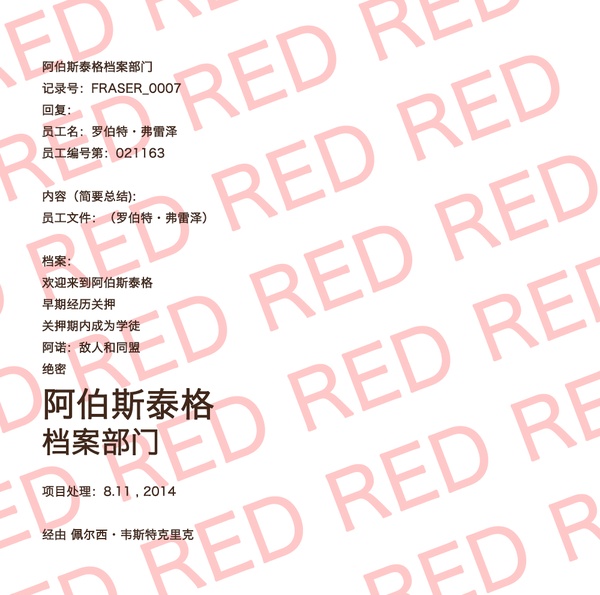 阿伯斯泰格档案部门
记录号：FRASER_0007
回复：
员工名：罗伯特·弗雷泽
员工编号第：021163
内容（简要总结）：
员工文件：（罗伯特·弗雷泽）
档案：
欢迎来到阿伯斯泰格
早期经历关押
关押期内成为学徒
阿诺：敌人和同盟
绝密
阿伯斯泰格
档案部门
项目处理：8.11 , 2014
经由 佩尔西·韦斯特克里克
RED RED RED RED
RED RED RED
RED RED RED
RED RED RED
RED RED RED
RED RED RED
RED RED RED
RED RED